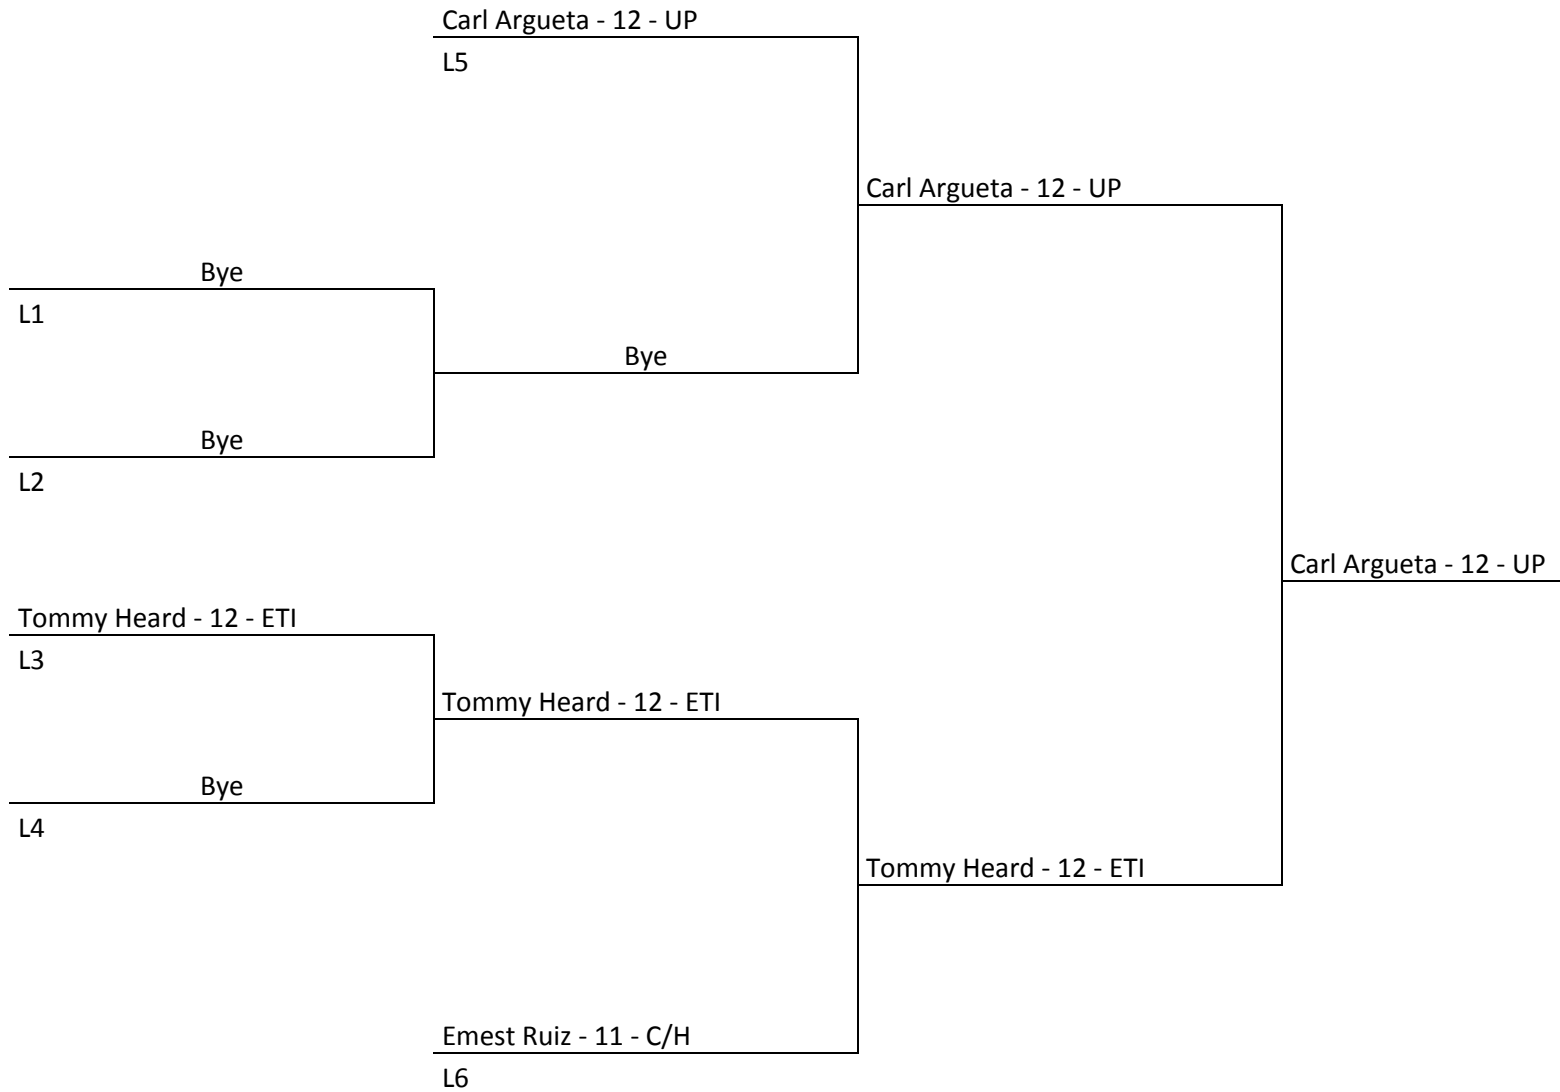 Carl Argueta - 12 - UP
L5
Carl Argueta - 12 - UP
Bye
L1
Bye
Bye
L2
Carl Argueta - 12 - UP
Tommy Heard - 12 - ETI
L3
Tommy Heard - 12 - ETI
Bye
L4
Tommy Heard - 12 - ETI
Emest Ruiz - 11 - C/H
L6